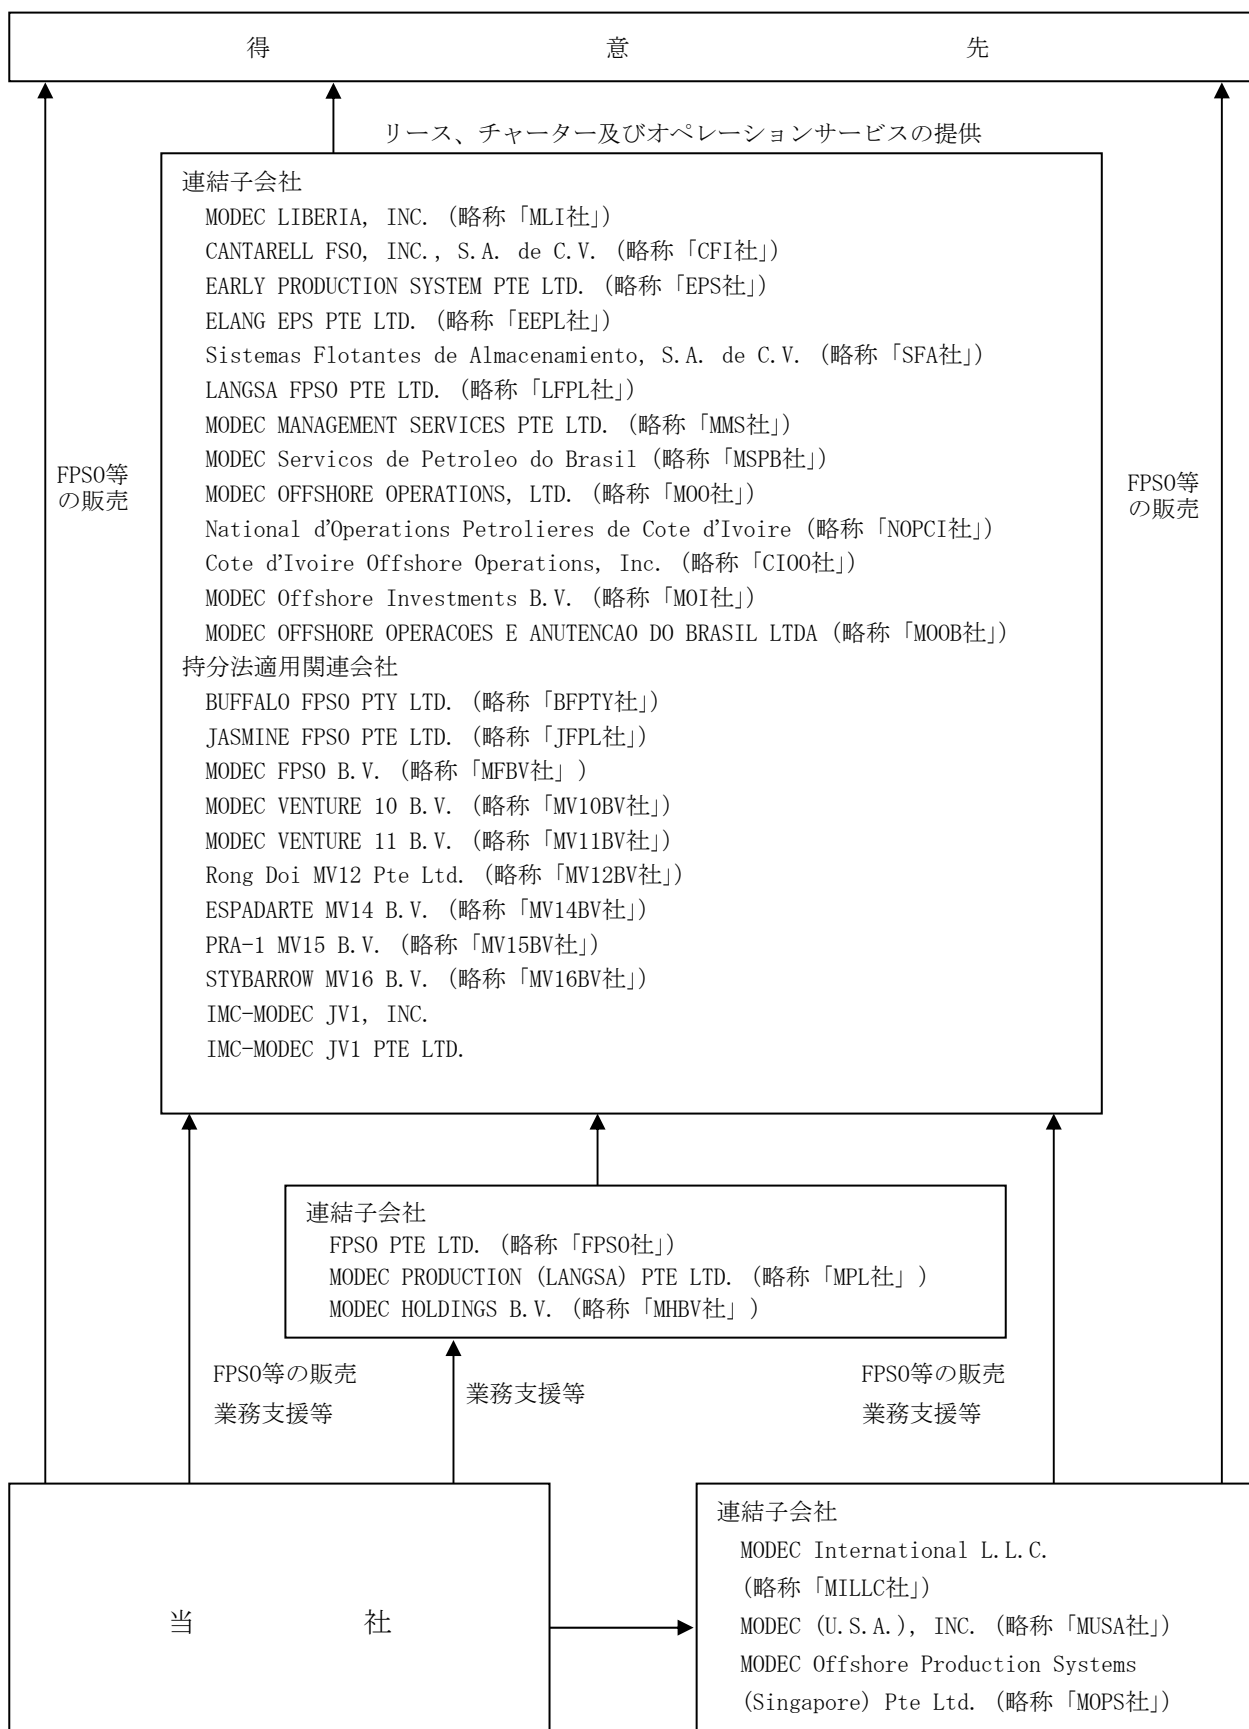 得意先
リース、チャーター及びオペレーションサービスの提供
連結子会社
MODEC LIBERIA, INC. (略称「MLI社」)
CANTARELL FSO, INC., S.A. de C.V. (略称「CFI社」)
EARLY PRODUCTION SYSTEM PTE LTD. (略称「EPS社」)
ELANG EPS PTE LTD. (略称「EEPL社」)
Sistemas Flotantes de Almacenamiento, S.A. de C.V. (略称「SFA社」)
LANGSA FPSO PTE LTD. (略称「LFPL社」)
MODEC MANAGEMENT SERVICES PTE LTD. (略称「MMS社」)
MODEC Servicos de Petroleo do Brasil (略称「MSPB社」)
MODEC OFFSHORE OPERATIONS, LTD. (略称「MOO社」)
National d'Operations Petrolieres de Cote d'Ivoire (略称「NOPCI社」)
Cote d'Ivoire Offshore Operations, Inc. (略称「CIOO社」)
MODEC Offshore Investments B.V. (略称「MOI社」)
MODEC OFFSHORE OPERACOES E ANUTENCAO DO BRASIL LTDA (略称「MOOB社」)
持分法適用関連会社
BUFFALO FPSO PTY LTD. (略称「BFPTY社」)
JASMINE FPSO PTE LTD. (略称「JFPL社」)
MODEC FPSO B.V. (略称「MFBV社」 )
MODEC VENTURE 10 B.V. (略称「MV10BV社」)
MODEC VENTURE 11 B.V. (略称「MV11BV社」)
Rong Doi MV12 Pte Ltd. (略称「MV12BV社」)
ESPADARTE MV14 B.V. (略称「MV14BV社」)
PRA-1 MV15 B.V. (略称「MV15BV社」)
STYBARROW MV16 B.V. (略称「MV16BV社」)
IMC-MODEC JV1, INC.
IMC-MODEC JV1 PTE LTD.
FPSO等
の販売
FPSO等
の販売
連結子会社
FPSO PTE LTD. (略称「FPSO社」)
MODEC PRODUCTION (LANGSA) PTE LTD. (略称「MPL社」 )
MODEC HOLDINGS B.V. (略称「MHBV社」 )
FPSO等の販売
業務支援等
業務支援等
FPSO等の販売
業務支援等
当社
連結子会社
MODEC International L.L.C.
(略称「MILLC社」)
MODEC (U.S.A.), INC. (略称「MUSA社」)
MODEC Offshore Production Systems
(Singapore) Pte Ltd. (略称「MOPS社」)